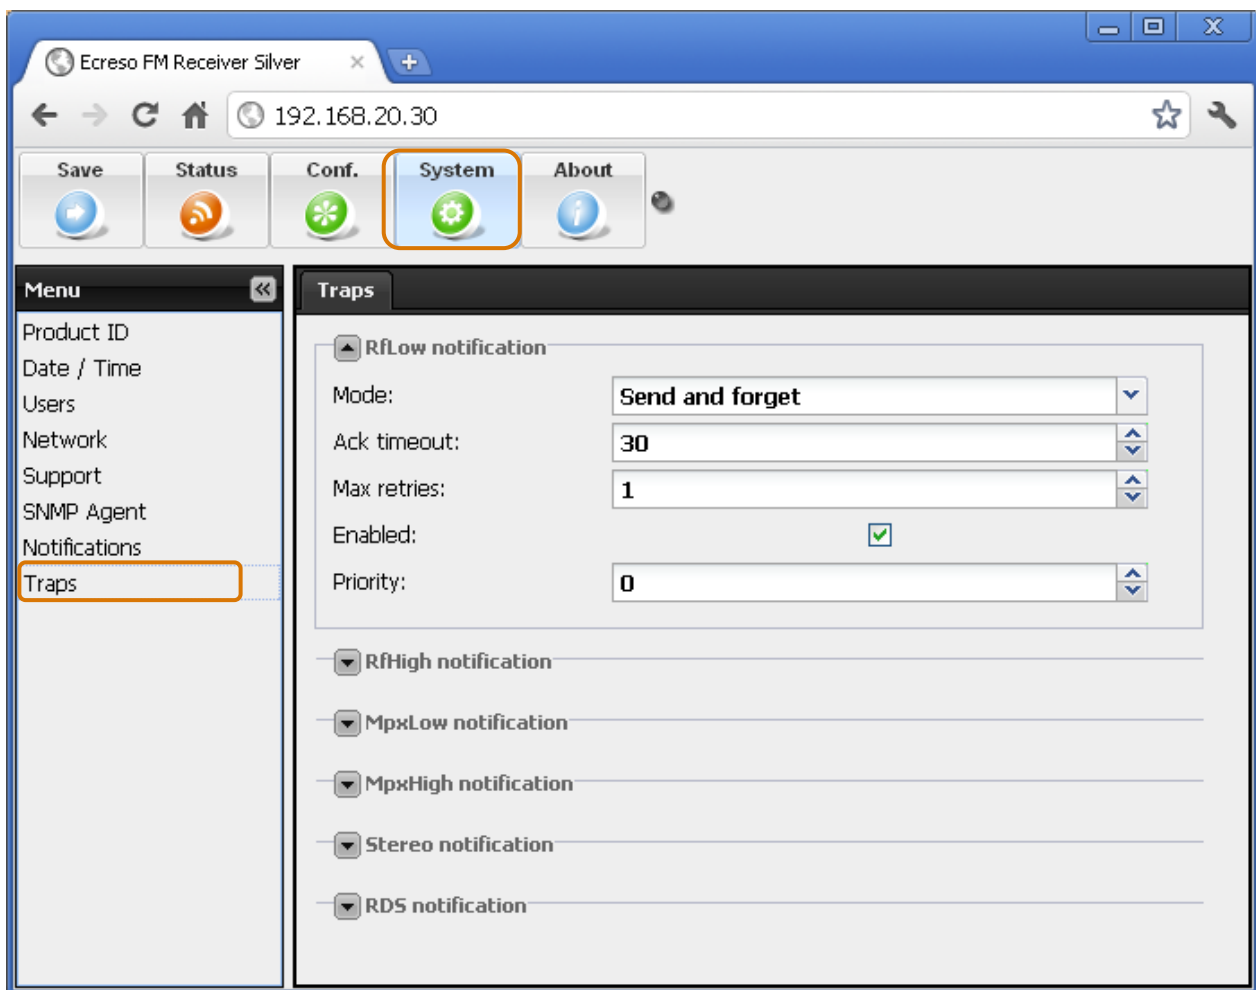 Ecreso FM Receiver Silver
192.168.20.30
Save Status Conf. System About
Menu
Product ID
Date / Time
Users
Network
Support
SNMP Agent
Notifications
Traps
Traps
RfLow notification
Mode: Send and forget
Ack timeout: 30
Max retries: 1
Enabled:
Priority: 0
RfHigh notification
MpxLow notification
MpxHigh notification
Stereo notification
RDS notification